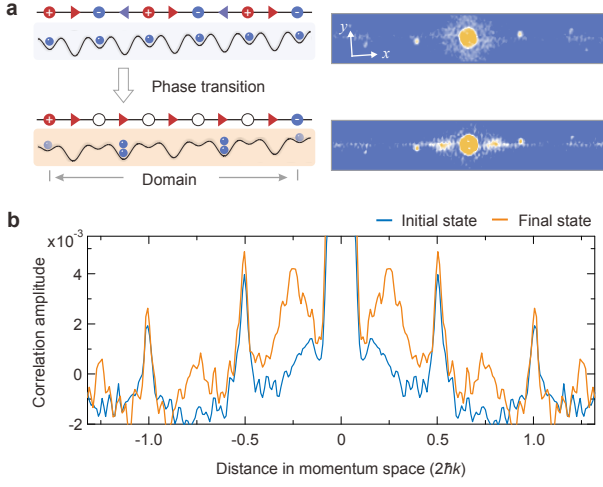 a
+ - + -
y
x
Phase transition
+ -
Domain
b
Initial state Final state
x10⁻³
4
2
0
-2
Correlation amplitude
-1.0 -0.5 0 0.5 1.0
Distance in momentum space (2ħk)